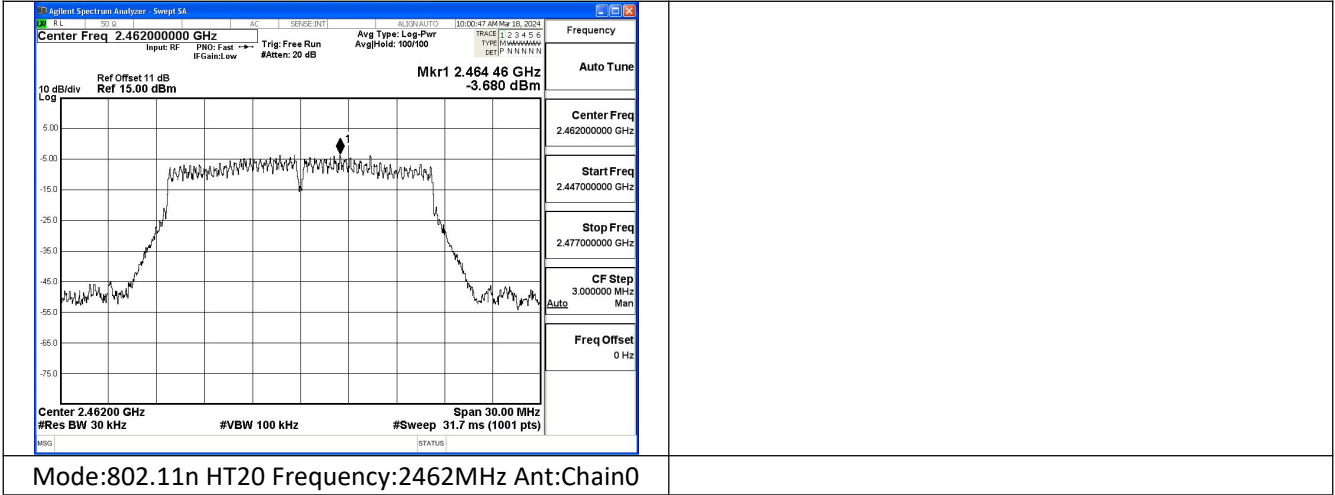 Agilent Spectrum Analyzer - Swept SA
RL 50 Ω AC SENSE:INT ALIGN AUTO 10:00:47 AM Mar 18, 2024
Center Freq 2.462000000 GHz
Input: RF PNO: Fast Trig: Free Run Avg Type: Log-Pwr TRACE 1 2 3 4 5 6
IFGain:Low #Atten: 20 dB Avg|Hold: 100/100 TYPE MWWWWW
DET P NNNNN
Frequency
Auto Tune
Mkr1 2.464 46 GHz
Ref Offset 11 dB
10 dB/div Ref 15.00 dBm -3.680 dBm
Log
Center Freq
2.462000000 GHz
5.00
1
-5.00
Start Freq
2.447000000 GHz
-15.0
-25.0
Stop Freq
2.477000000 GHz
-35.0
-45.0
CF Step
3.000000 MHz
Auto Man
-55.0
-65.0
Freq Offset
0 Hz
-75.0
Center 2.46200 GHz Span 30.00 MHz
#Res BW 30 kHz #VBW 100 kHz #Sweep 31.7 ms (1001 pts)
MSG STATUS
Mode:802.11n HT20 Frequency:2462MHz Ant:Chain0